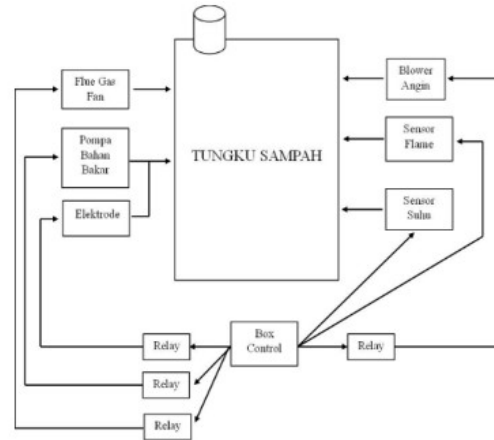 Flue Gas
Fan
Pompa
Bahan
Bakar
Elektrode
TUNGKU SAMPAH
Blower
Angin
Sensor
Flame
Sensor
Suhu
Relay
Box
Control
Relay
Relay
Relay